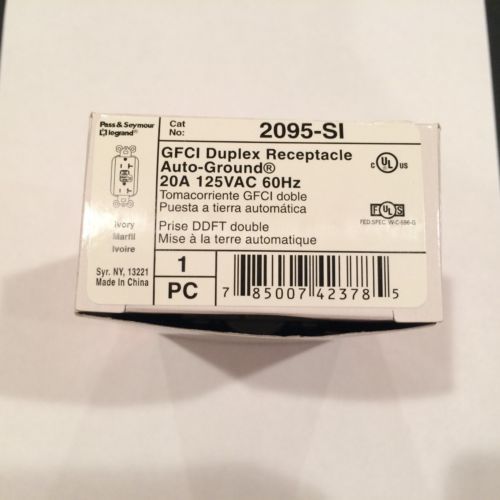 Pass & Seymour
legrand®
Cat
No:
2095-SI
GFCI Duplex Receptacle
Auto-Ground®
20A 125VAC 60Hz
Tomacorriente GFCI doble
Puesta a tierra automática
Prise DDFT double
Mise à la terre automatique
Ivory
Marfil
Ivoire
Syr. NY, 13221
Made In China
1
PC
7 85007 42378 5
C UL US
FED SPEC W-C-596-G